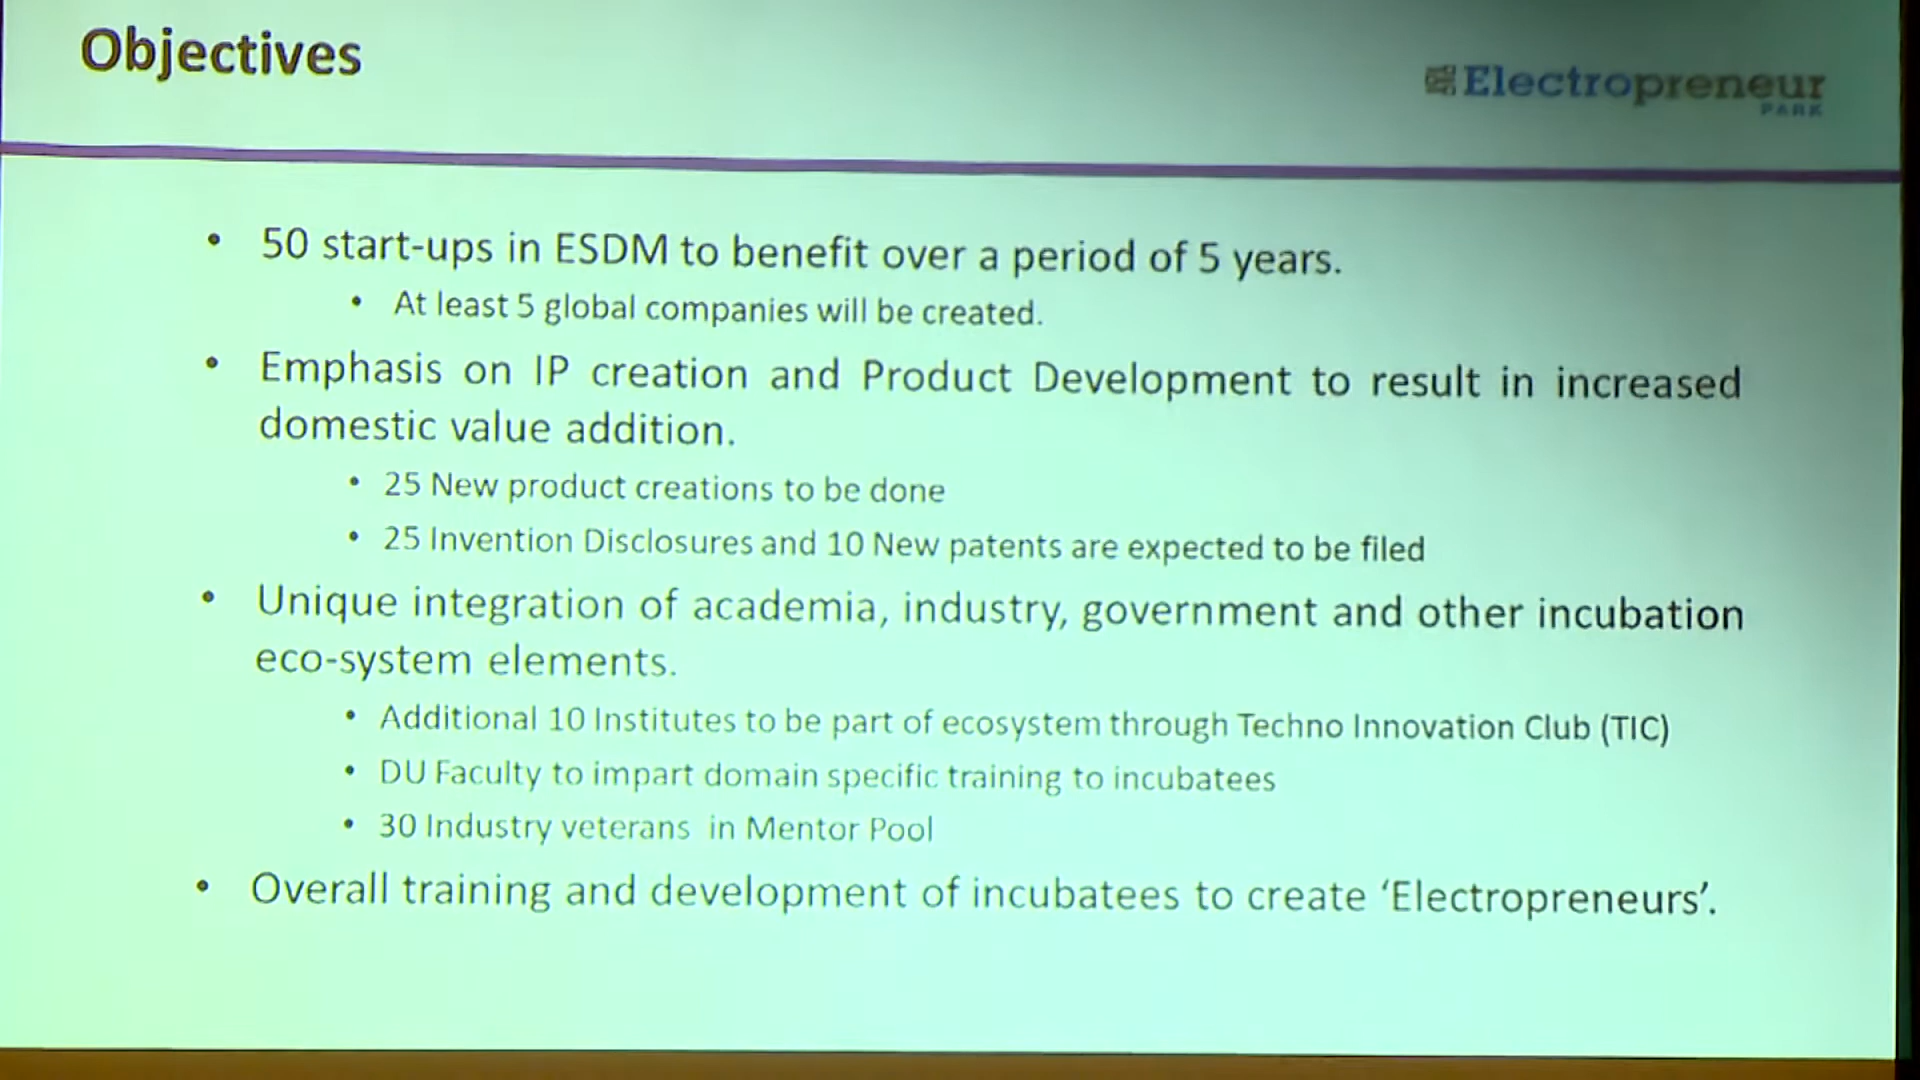 Objectives
Electropreneur
PARK
• 50 start-ups in ESDM to benefit over a period of 5 years.
• At least 5 global companies will be created.
• Emphasis on IP creation and Product Development to result in increased
domestic value addition.
• 25 New product creations to be done
• 25 Invention Disclosures and 10 New patents are expected to be filed
• Unique integration of academia, industry, government and other incubation
eco-system elements.
• Additional 10 Institutes to be part of ecosystem through Techno Innovation Club (TIC)
• DU Faculty to impart domain specific training to incubatees
• 30 Industry veterans in Mentor Pool
• Overall training and development of incubatees to create ‘Electropreneurs’.